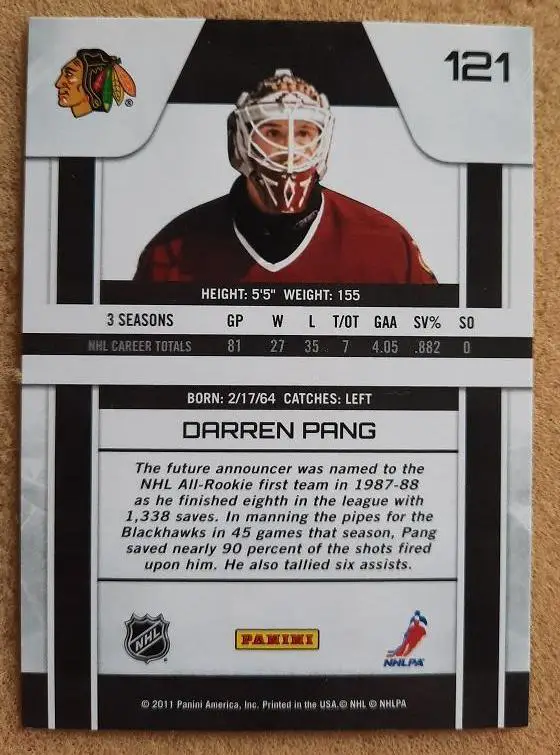 121
®
HEIGHT: 5'5" WEIGHT: 155
3 SEASONS GP W L T/OT GAA SV% SO
NHL CAREER TOTALS 81 27 35 7 4.05 .882 0
BORN: 2/17/64 CATCHES: LEFT
DARREN PANG
The future announcer was named to the
NHL All-Rookie first team in 1987-88
as he finished eighth in the league with
1,338 saves. In manning the pipes for the
Blackhawks in 45 games that season, Pang
saved nearly 90 percent of the shots fired
upon him. He also tallied six assists.
NHL PANINI NHLPA
© 2011 Panini America, Inc. Printed in the USA.© NHL © NHLPA